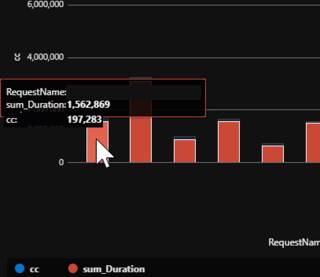 6,000,000
cc
4,000,000
RequestName:
sum_Duration:1,562,869
cc: 197,283
0
RequestNam
cc
sum_Duration